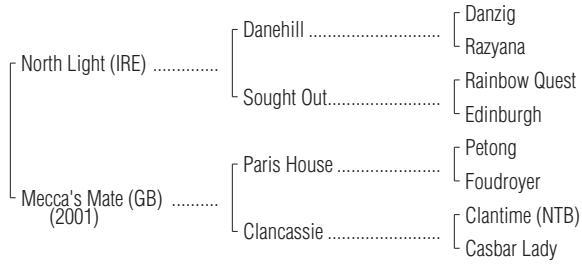 Danzig
Danehill ..................................
Razyana
North Light (IRE) .............
Rainbow Quest
Sought Out.............................
Edinburgh
Petong
Paris House ...........................
Foudroyer
Mecca's Mate (GB) ..........
(2001)
Clantime (NTB)
Clancassie .............................
Casbar Lady